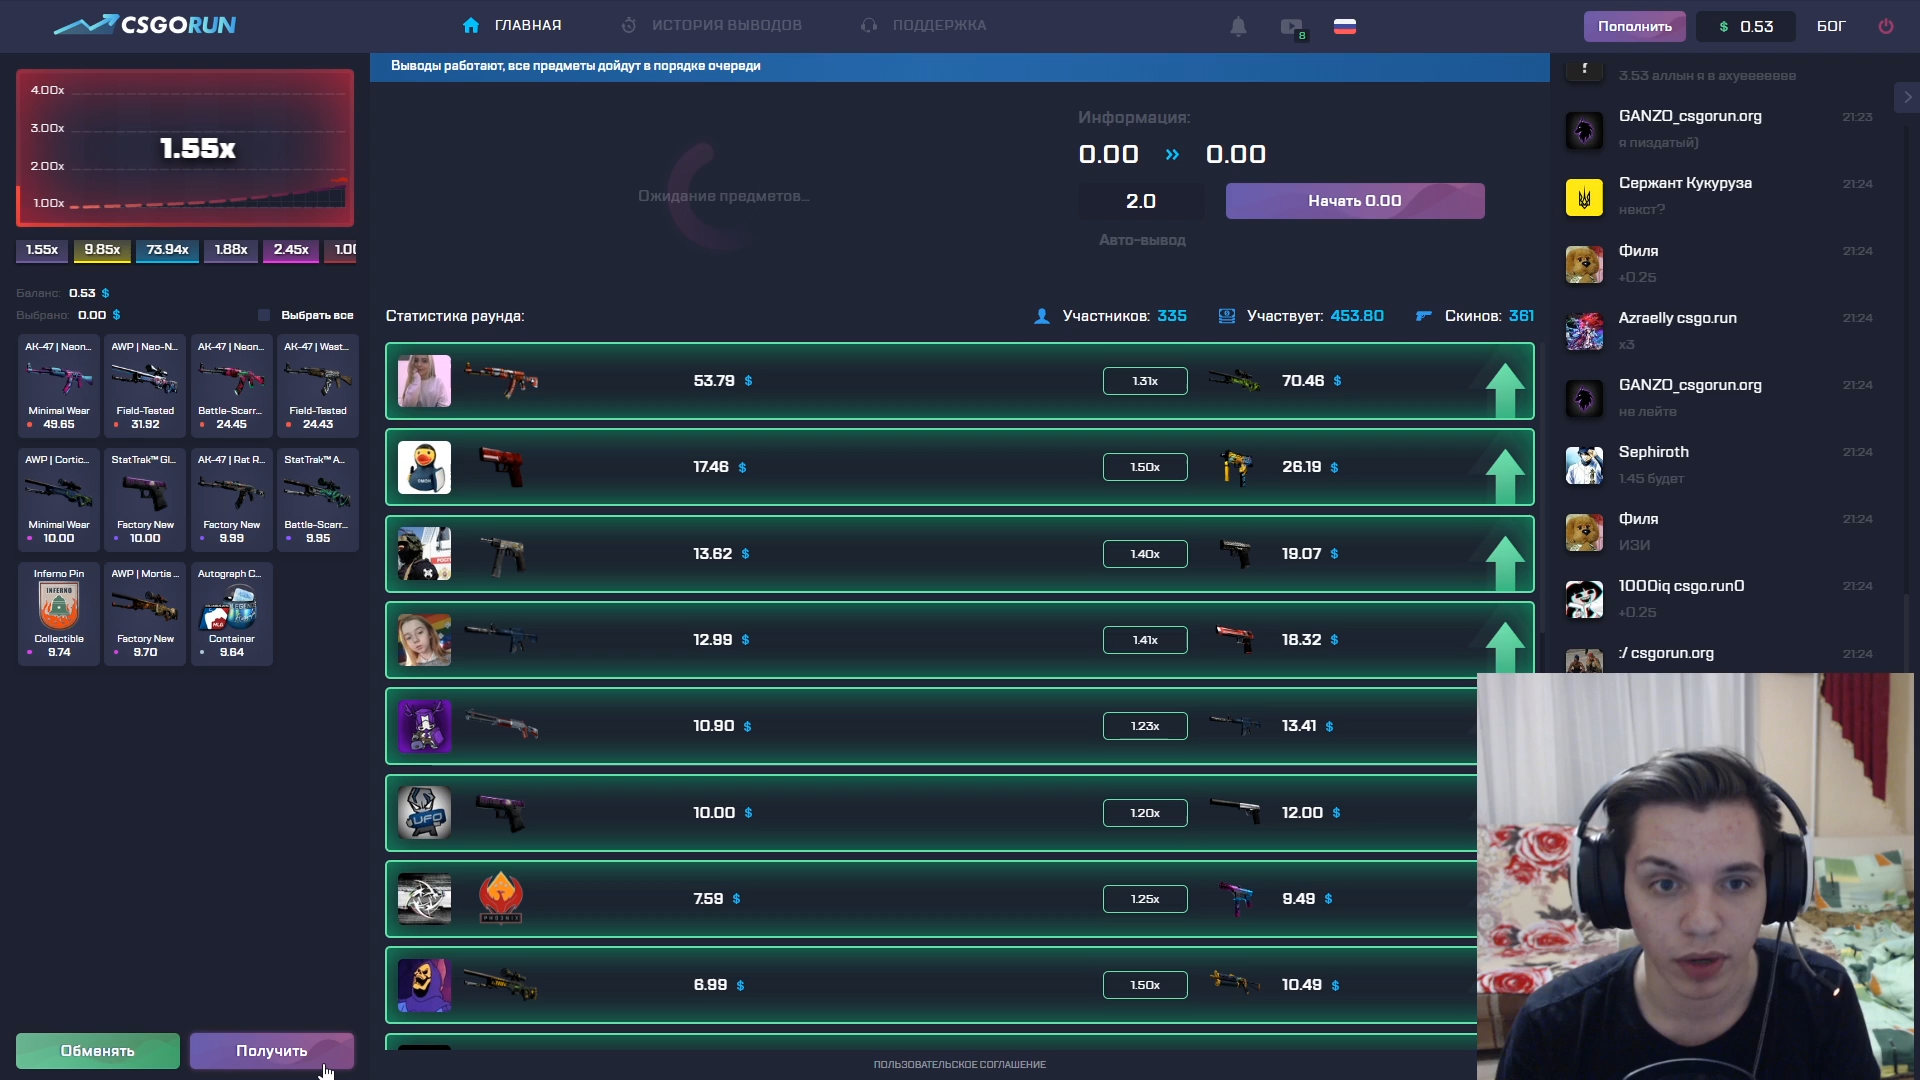 CSGORUN
ГЛАВНАЯ
ИСТОРИЯ ВЫВОДОВ
ПОДДЕРЖКА
8
Пополнить
$ 0.53
БОГ
Выводы работают, все предметы дойдут в порядке очереди
4.00x
3.00x
2.00x
1.00x
1.55x
1.55x
9.85x
73.94x
1.88x
2.45x
Баланс: 0.53 $
Выбрано: 0.00 $
Выбрать все
AK-47 | Neon...
Minimal Wear
49.65
AWP | Neo-N...
Field-Tested
31.92
AK-47 | Neon...
Battle-Scarr...
24.45
AK-47 | Wast...
Field-Tested
24.43
AWP | Cortic...
Minimal Wear
10.00
StatTrak™ Gl...
Factory New
10.00
AK-47 | Rat R...
Factory New
9.99
StatTrak™ A...
Battle-Scarr...
9.95
Inferno Pin
INFERNO
Collectible
9.74
AWP | Mortis ...
Factory New
9.70
Autograph C...
Container
9.64
Обменять
Получить
Ожидание предметов...
Информация:
0.00 » 0.00
2.0
Начать 0.00
Авто-вывод
Статистика раунда:
Участников: 335
Участвует: 453.80
Скинов: 361
53.79 $
1.31x
70.46 $
17.46 $
1.50x
26.19 $
13.62 $
1.40x
19.07 $
12.99 $
1.41x
18.32 $
10.90 $
1.23x
13.41 $
UFO
10.00 $
1.20x
12.00 $
PHOENIX
7.59 $
1.25x
9.49 $
6.99 $
1.50x
10.49 $
ПОЛЬЗОВАТЕЛЬСКОЕ СОГЛАШЕНИЕ
3.53 аллын я в ахуеееееее
GANZO_csgorun.org
21:23
я пиздатый)
Сержант Кукуруза
21:24
некст?
Филя
21:24
+0.25
Azraelly csgo.run
21:24
x3
GANZO_csgorun.org
21:24
не лейте
Sephiroth
21:24
1.45 будет
Филя
21:24
ИЗИ
1000iq csgo.run0
21:24
+0.25
:/ csgorun.org
21:24